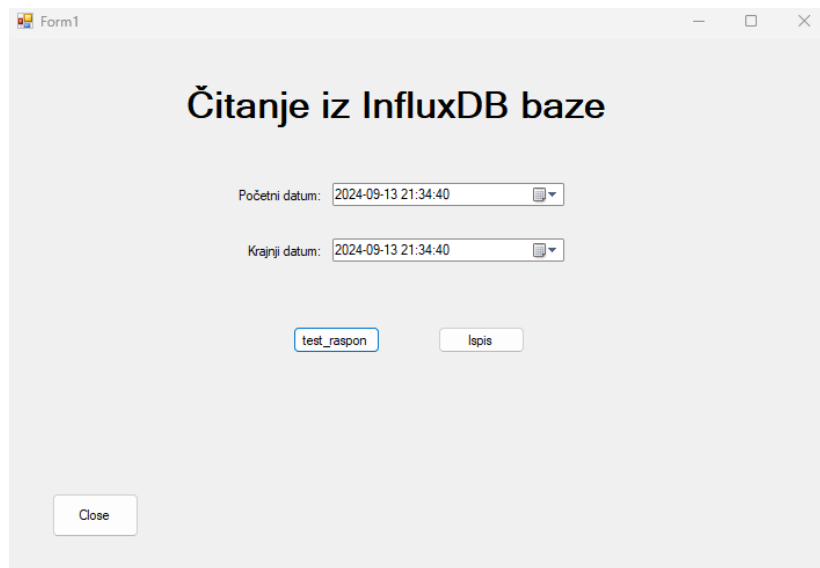 Form1
Čitanje iz InfluxDB baze
Početni datum: 2024-09-13 21:34:40
Krajnji datum: 2024-09-13 21:34:40
test_raspon Ispis
Close